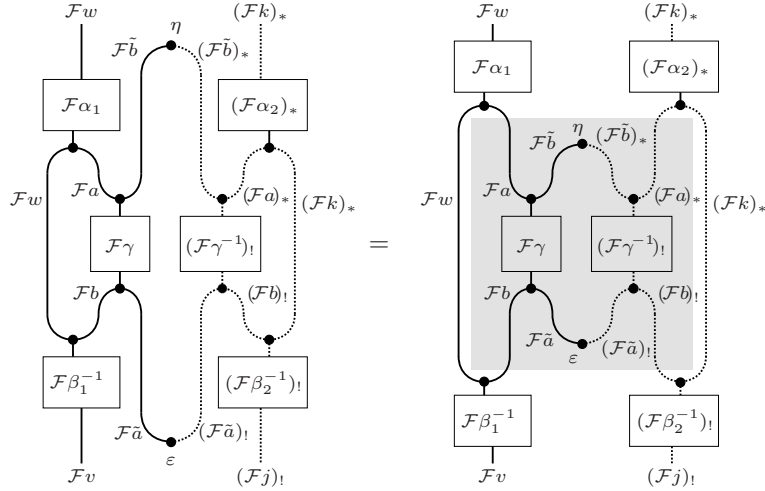 ℱw η (ℱk)_*
ℱb̃ (ℱb̃)_*
ℱα₁ (ℱα₂)_*
ℱw ℱa (ℱa)_* (ℱk)_*
ℱγ (ℱγ⁻¹)_!
ℱb (ℱb)_!
ℱβ₁⁻¹ (ℱβ₂⁻¹)_!
ℱã (ℱã)_!
ℱv ε (ℱj)_!
=
ℱw (ℱk)_*
ℱα₁ (ℱα₂)_*
ℱb̃ η (ℱb̃)_*
ℱw ℱa (ℱa)_* (ℱk)_*
ℱγ (ℱγ⁻¹)_!
ℱb (ℱb)_!
ℱã ε (ℱã)_!
ℱβ₁⁻¹ (ℱβ₂⁻¹)_!
ℱv (ℱj)_!